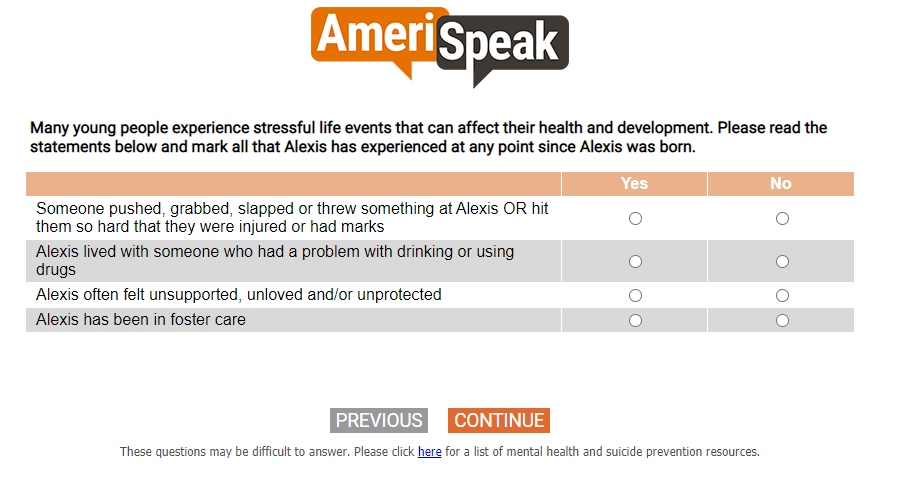 AmeriSpeak
Many young people experience stressful life events that can affect their health and development. Please read the
statements below and mark all that Alexis has experienced at any point since Alexis was born.
Yes No
Someone pushed, grabbed, slapped or threw something at Alexis OR hit
them so hard that they were injured or had marks
Alexis lived with someone who had a problem with drinking or using
drugs
Alexis often felt unsupported, unloved and/or unprotected
Alexis has been in foster care
PREVIOUS CONTINUE
These questions may be difficult to answer. Please click here for a list of mental health and suicide prevention resources.